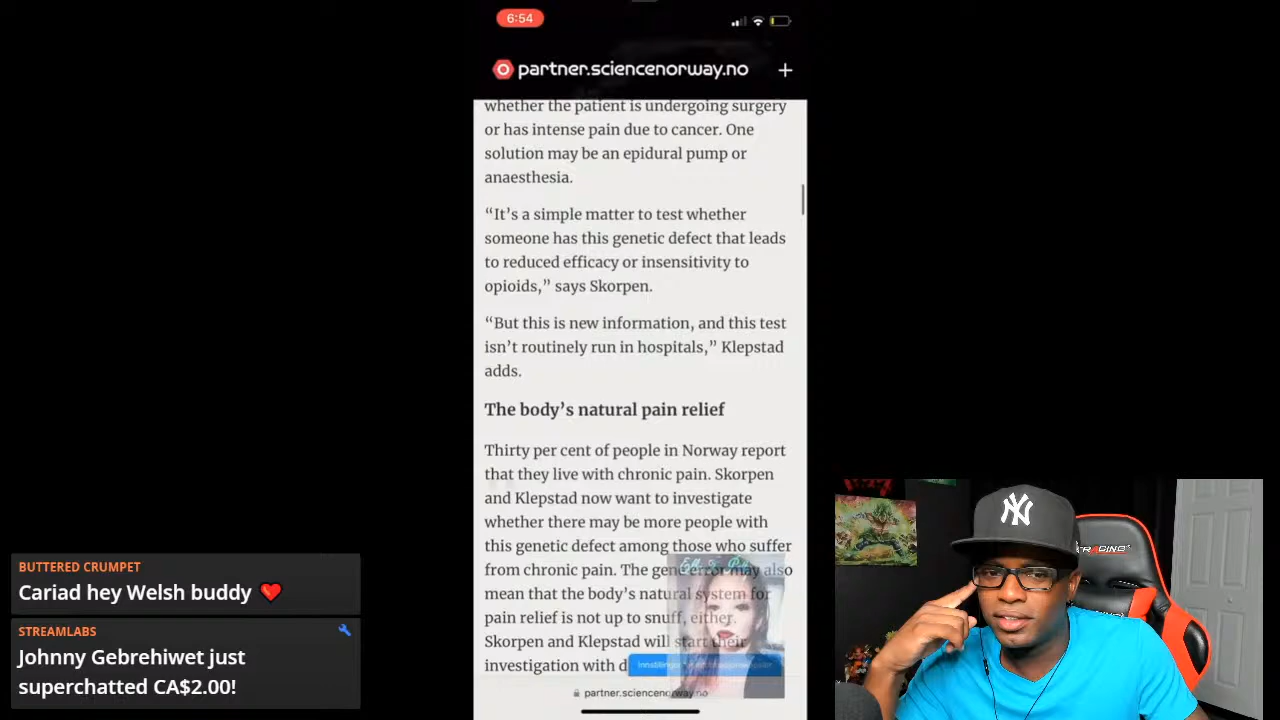 6:54
partner.sciencenorway.no
whether the patient is undergoing surgery
or has intense pain due to cancer. One
solution may be an epidural pump or
anaesthesia.
“It’s a simple matter to test whether
someone has this genetic defect that leads
to reduced efficacy or insensitivity to
opioids,” says Skorpen.
“But this is new information, and this test
isn’t routinely run in hospitals,” Klepstad
adds.
The body’s natural pain relief
Thirty per cent of people in Norway report
that they live with chronic pain. Skorpen
and Klepstad now want to investigate
whether there may be more people with
this genetic defect among those who suffer
from chronic pain. The gene error may also
mean that the body’s natural system for
pain relief is not up to snuff, either.
Skorpen and Klepstad will start their
investigation with
partner.sciencenorway.no
BUTTERED CRUMPET
Cariad hey Welsh buddy
STREAMLABS
Johnny Gebrehiwet just
superchatted CA$2.00!
NY